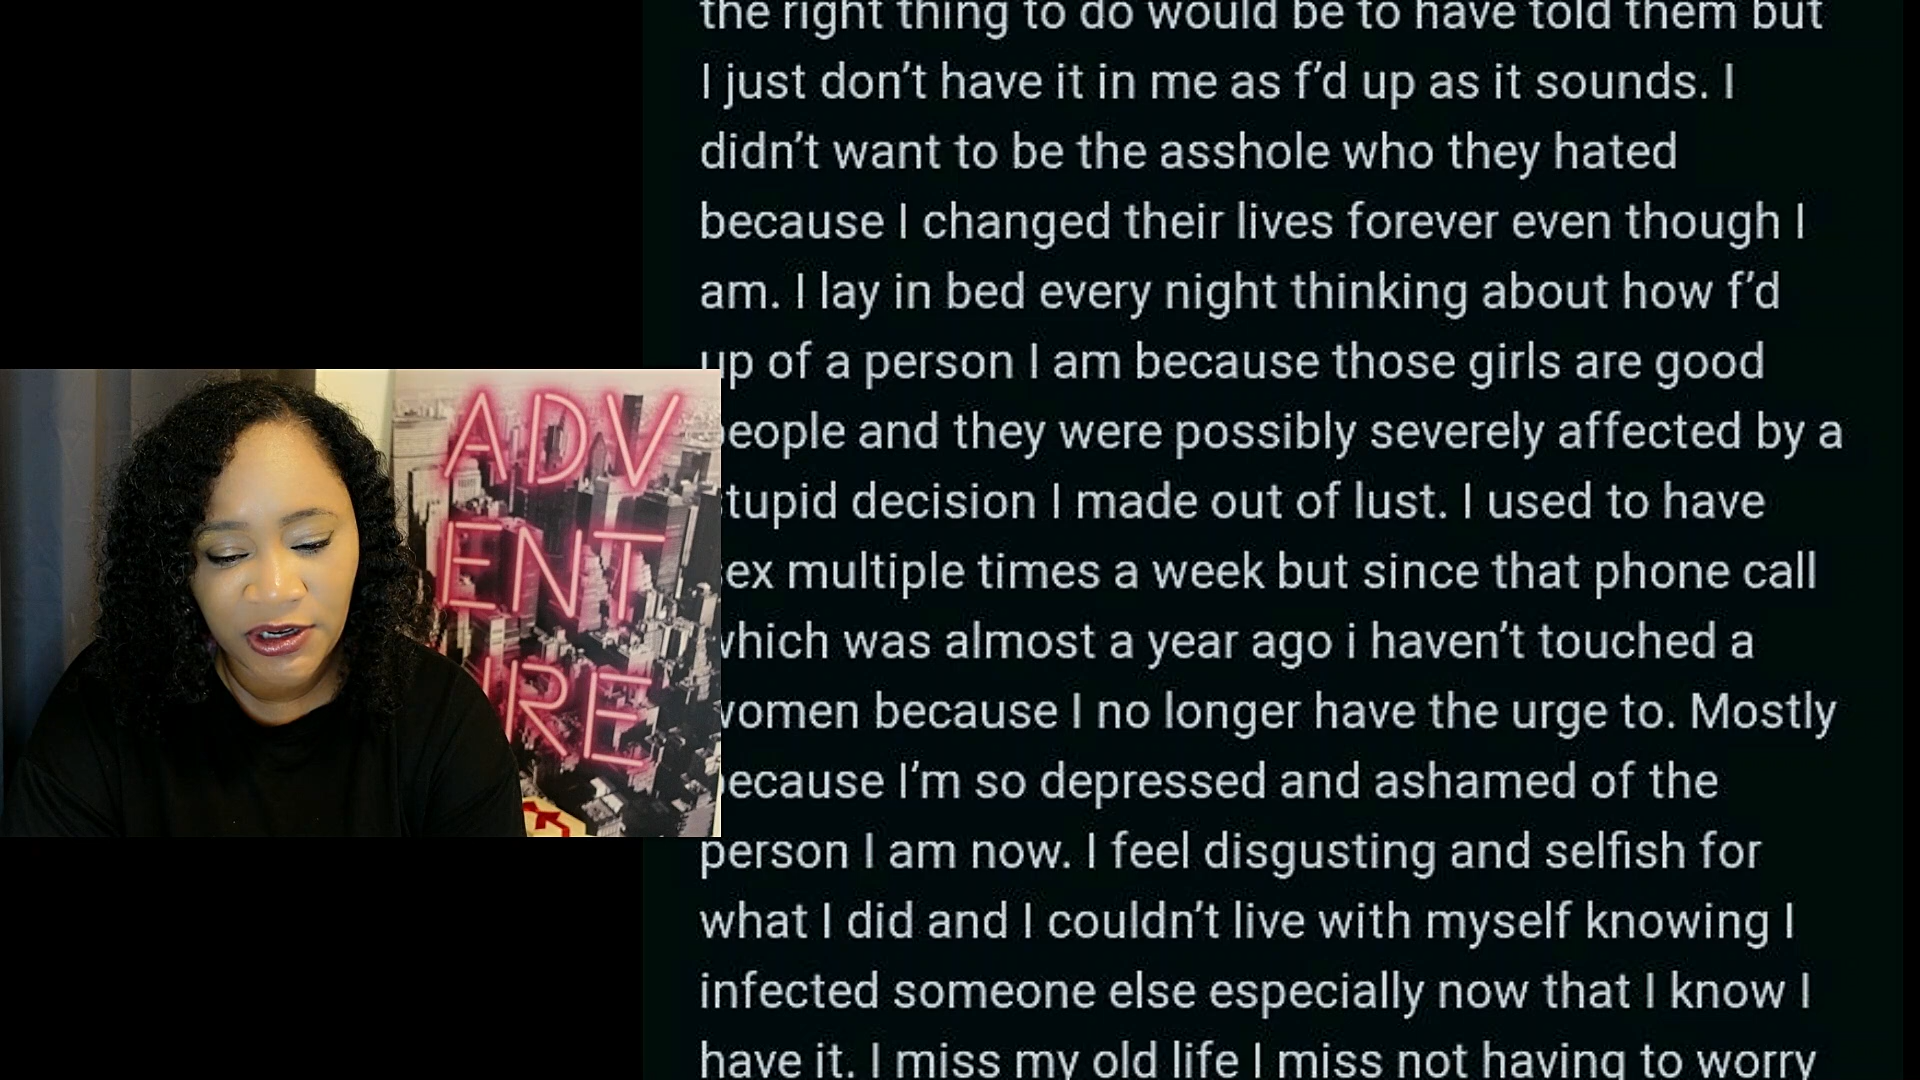 the right thing to do would be to have told them but
I just don’t have it in me as f’d up as it sounds. I
didn’t want to be the asshole who they hated
because I changed their lives forever even though I
am. I lay in bed every night thinking about how f’d
up of a person I am because those girls are good
people and they were possibly severely affected by a
stupid decision I made out of lust. I used to have
sex multiple times a week but since that phone call
which was almost a year ago i haven’t touched a
women because I no longer have the urge to. Mostly
because I’m so depressed and ashamed of the
person I am now. I feel disgusting and selfish for
what I did and I couldn’t live with myself knowing I
infected someone else especially now that I know I
have it. I miss my old life I miss not having to worry
ADV
ENT
URE